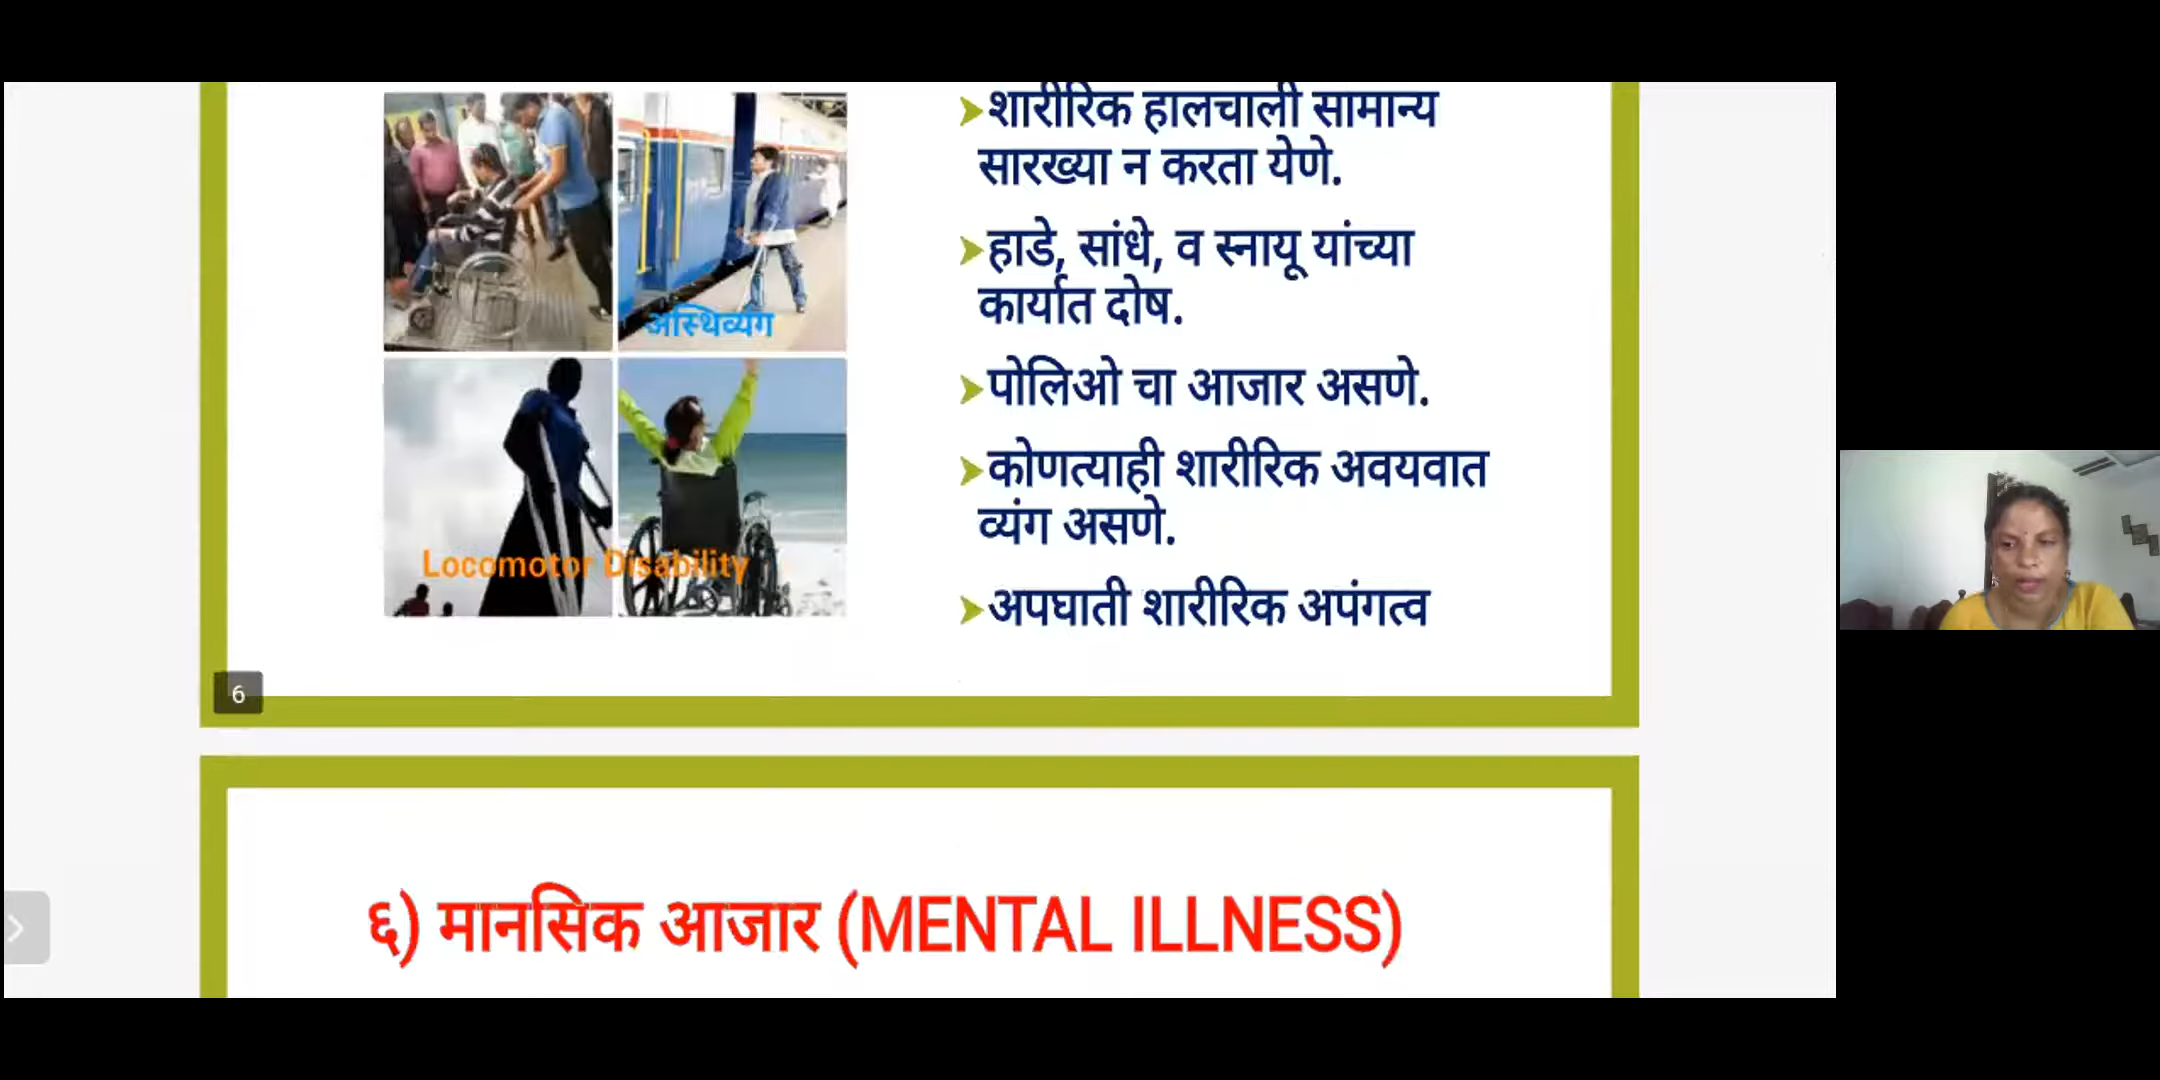 ➤शारीरिक हालचाली सामान्य
सारख्या न करता येणे.
➤हाडे, सांधे, व स्नायू यांच्या
कार्यात दोष.
➤पोलिओ चा आजार असणे.
➤कोणत्याही शारीरिक अवयवात
व्यंग असणे.
➤अपघाती शारीरिक अपंगत्व
अस्थिव्यंग
Locomotor Disability
6
६) मानसिक आजार (MENTAL ILLNESS)